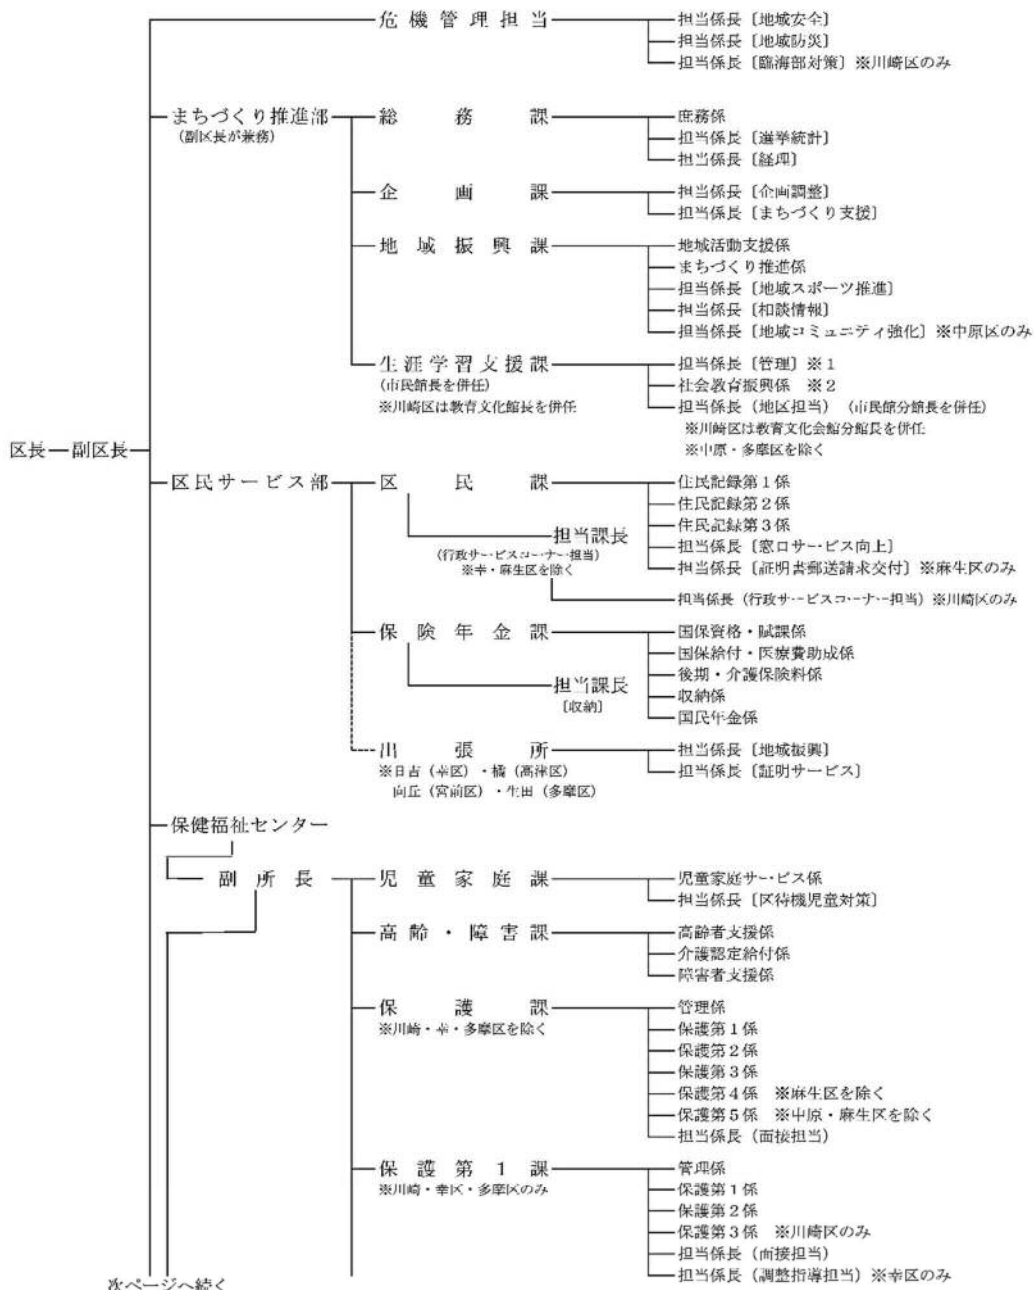 危機管理担当
担当係長〔地域安全〕
担当係長〔地域防災〕
担当係長〔臨海部対策〕※川崎区のみ
まちづくり推進部
(副区長が兼務)
総務課
庶務係
担当係長〔選挙統計〕
担当係長〔経理〕
企画課
担当係長〔企画調整〕
担当係長〔まちづくり支援〕
地域振興課
地域活動支援係
まちづくり推進係
担当係長〔地域スポーツ推進〕
担当係長〔相談情報〕
担当係長〔地域コミュニティ強化〕※中原区のみ
生涯学習支援課
(市民館長を併任)
※川崎区は教育文化館長を併任
担当係長〔管理〕※1
社会教育振興係 ※2
担当係長(地区担当) (市民館分館長を併任)
※川崎区は教育文化会館分館長を併任
※中原・多摩区を除く
区長 副区長
区民サービス部
区民課
住民記録第1係
住民記録第2係
住民記録第3係
担当係長〔窓口サービス向上〕
担当係長〔証明書郵送請求交付〕※麻生区のみ
担当課長
(行政サービスコーナー担当)
※幸・麻生区を除く
担当係長(行政サービスコーナー担当)※川崎区のみ
保険年金課
国保資格・賦課係
国保給付・医療費助成係
後期・介護保険料係
収納係
国民年金係
担当課長
〔収納〕
出張所
※日吉(幸区)・橘(高津区)
向丘(宮前区)・生田(多摩区)
担当係長〔地域振興〕
担当係長〔証明サービス〕
保健福祉センター
副所長
児童家庭課
児童家庭サービス係
担当係長〔区待機児童対策〕
高齢・障害課
高齢者支援係
介護認定給付係
障害者支援係
保護課
※川崎・幸・多摩区を除く
管理係
保護第1係
保護第2係
保護第3係
保護第4係 ※麻生区を除く
保護第5係 ※中原・麻生区を除く
担当係長(面接担当)
保護第1課
※川崎・幸区・多摩区のみ
管理係
保護第1係
保護第2係
保護第3係 ※川崎区のみ
担当係長(面接担当)
担当係長(調整指導担当)※幸区のみ
次ページへ続く